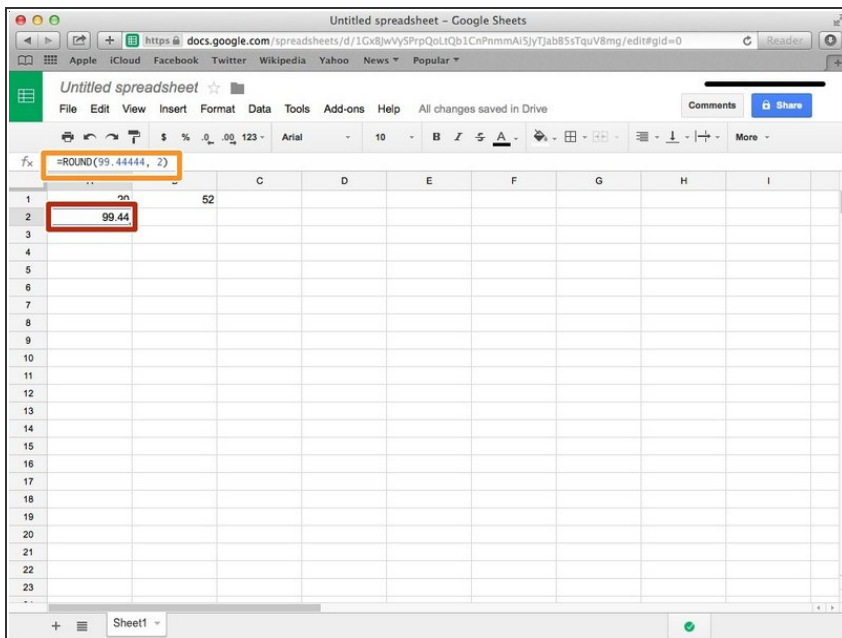 Untitled spreadsheet – Google Sheets
https docs.google.com/spreadsheets/d/1Gx8JwVySPrpQoLtQb1CnPnmmAi5JyTJab85sTquV8mg/edit#gid=0 Reader
Apple iCloud Facebook Twitter Wikipedia Yahoo News Popular
Untitled spreadsheet
File Edit View Insert Format Data Tools Add-ons Help All changes saved in Drive Comments Share
$ % .0 .00 123 Arial 10 B I S A More
fx =ROUND(99.44444, 2)
C D E F G H I
1 52
2 99.44
3
4
5
6
7
8
9
10
11
12
13
14
15
16
17
18
19
20
21
22
23
Sheet1